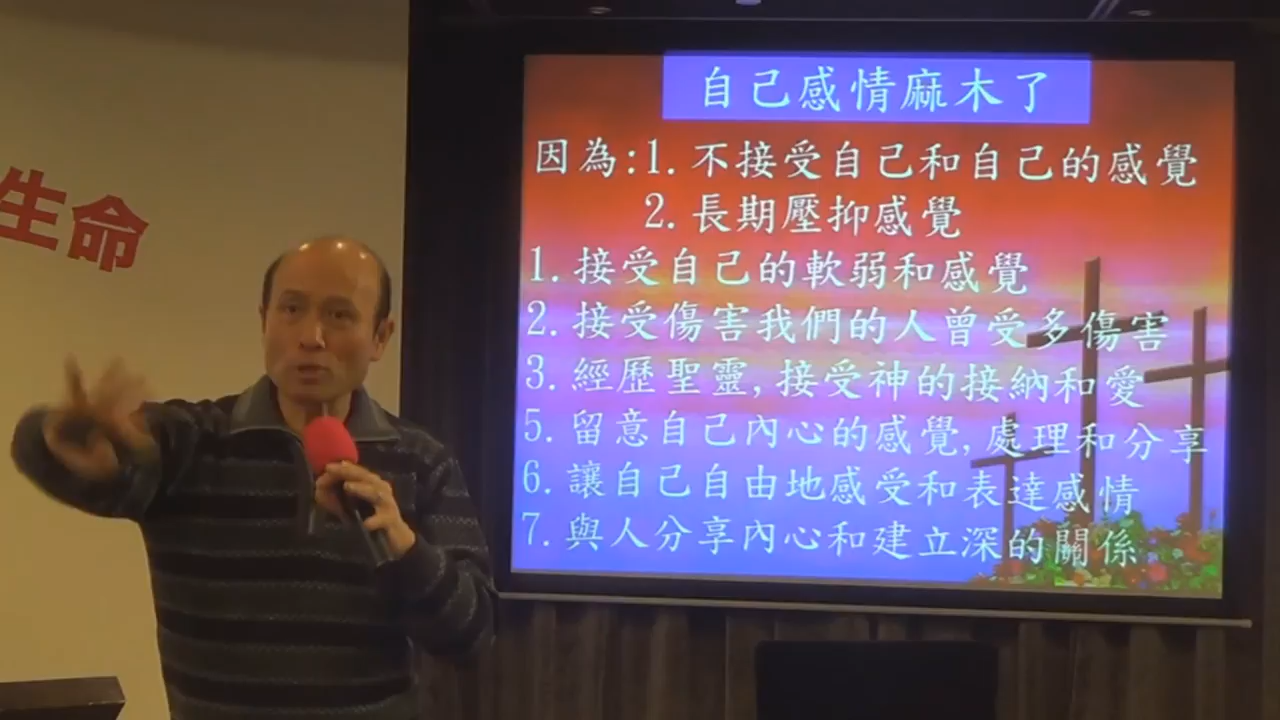 生命
自己感情麻木了
因為:1.不接受自己和自己的感覺
2.長期壓抑感覺
1.接受自己的軟弱和感覺
2.接受傷害我們的人曾受多傷害
3.經歷聖靈,接受神的接納和愛
5.留意自己內心的感覺,處理和分享
6.讓自己自由地感受和表達感情
7.與人分享內心和建立深的關係